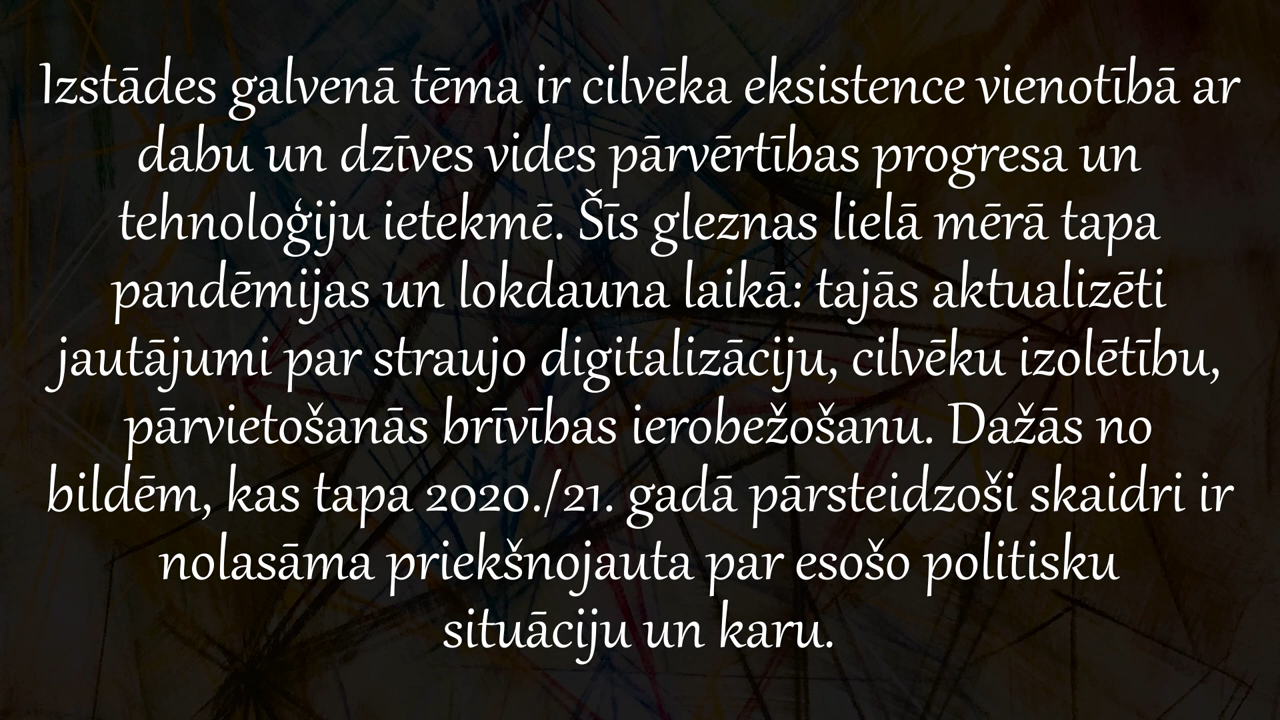 Izstādes galvenā tēma ir cilvēka eksistence vienotībā ar
dabu un dzīves vides pārvērtības progresa un
tehnoloģiju ietekmē. Šīs gleznas lielā mērā tapa
pandēmijas un lokdauna laikā: tajās aktualizēti
jautājumi par straujo digitalizāciju, cilvēku izolētību,
pārvietošanās brīvības ierobežošanu. Dažās no
bildēm, kas tapa 2020./21. gadā pārsteidzoši skaidri ir
nolasāma priekšnojauta par esošo politisku
situāciju un karu.